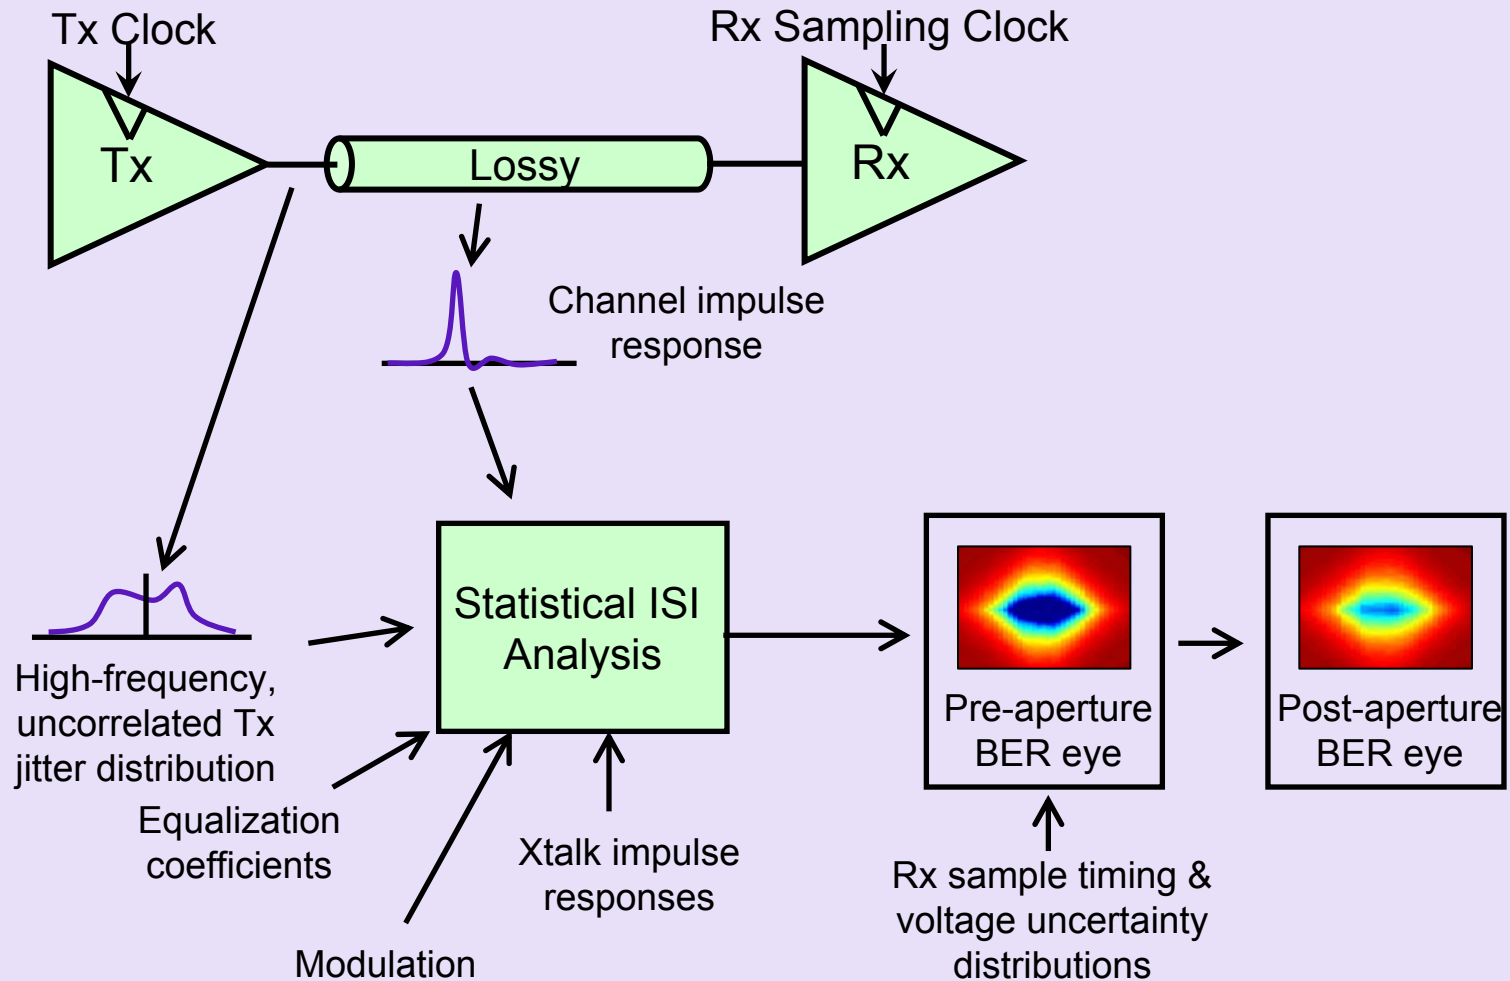 Tx Clock
Rx Sampling Clock
Tx
Lossy
Rx
Channel impulse
response
Statistical ISI
Analysis
High-frequency,
uncorrelated Tx
jitter distribution
Pre-aperture
BER eye
Post-aperture
BER eye
Equalization
coefficients
Xtalk impulse
responses
Modulation
Rx sample timing &
voltage uncertainty
distributions